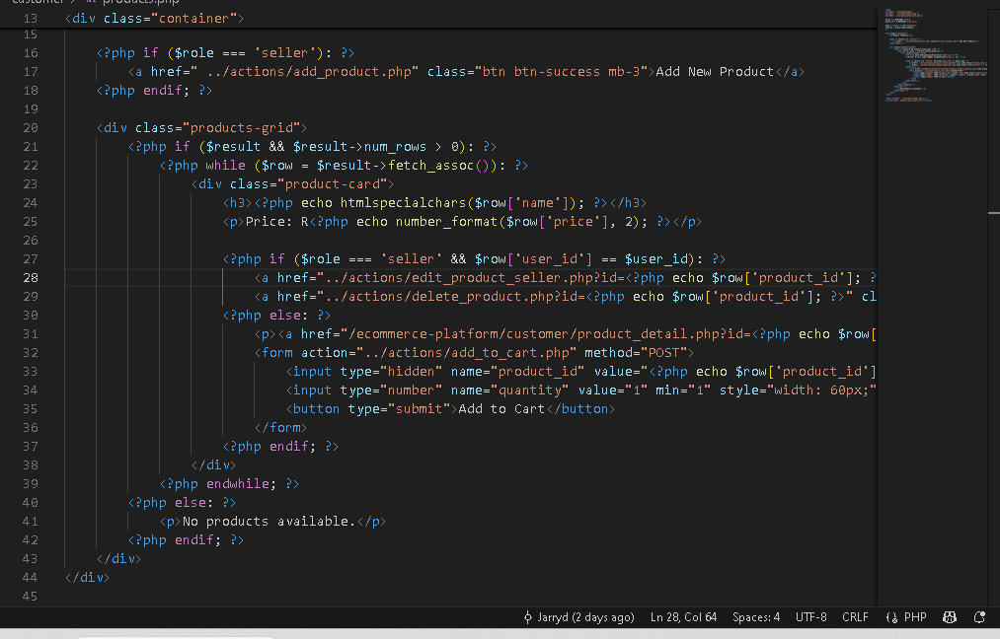 customer > products.php
13 <div class="container">
15
16 <?php if ($role === 'seller'): ?>
17 <a href=" ../actions/add_product.php" class="btn btn-success mb-3">Add New Product</a>
18 <?php endif; ?>
19
20 <div class="products-grid">
21 <?php if ($result && $result->num_rows > 0): ?>
22 <?php while ($row = $result->fetch_assoc()): ?>
23 <div class="product-card">
24 <h3><?php echo htmlspecialchars($row['name']); ?></h3>
25 <p>Price: R<?php echo number_format($row['price'], 2); ?></p>
26
27 <?php if ($role === 'seller' && $row['user_id'] == $user_id): ?>
28 <a href="../actions/edit_product_seller.php?id=<?php echo $row['product_id']; ?
29 <a href="../actions/delete_product.php?id=<?php echo $row['product_id']; ?>" cl
30 <?php else: ?>
31 <p><a href="/ecommerce-platform/customer/product_detail.php?id=<?php echo $row[
32 <form action="../actions/add_to_cart.php" method="POST">
33 <input type="hidden" name="product_id" value="<?php echo $row['product_id']
34 <input type="number" name="quantity" value="1" min="1" style="width: 60px;"
35 <button type="submit">Add to Cart</button>
36 </form>
37 <?php endif; ?>
38 </div>
39 <?php endwhile; ?>
40 <?php else: ?>
41 <p>No products available.</p>
42 <?php endif; ?>
43 </div>
44 </div>
45
Jarryd (2 days ago) Ln 28, Col 64 Spaces: 4 UTF-8 CRLF PHP